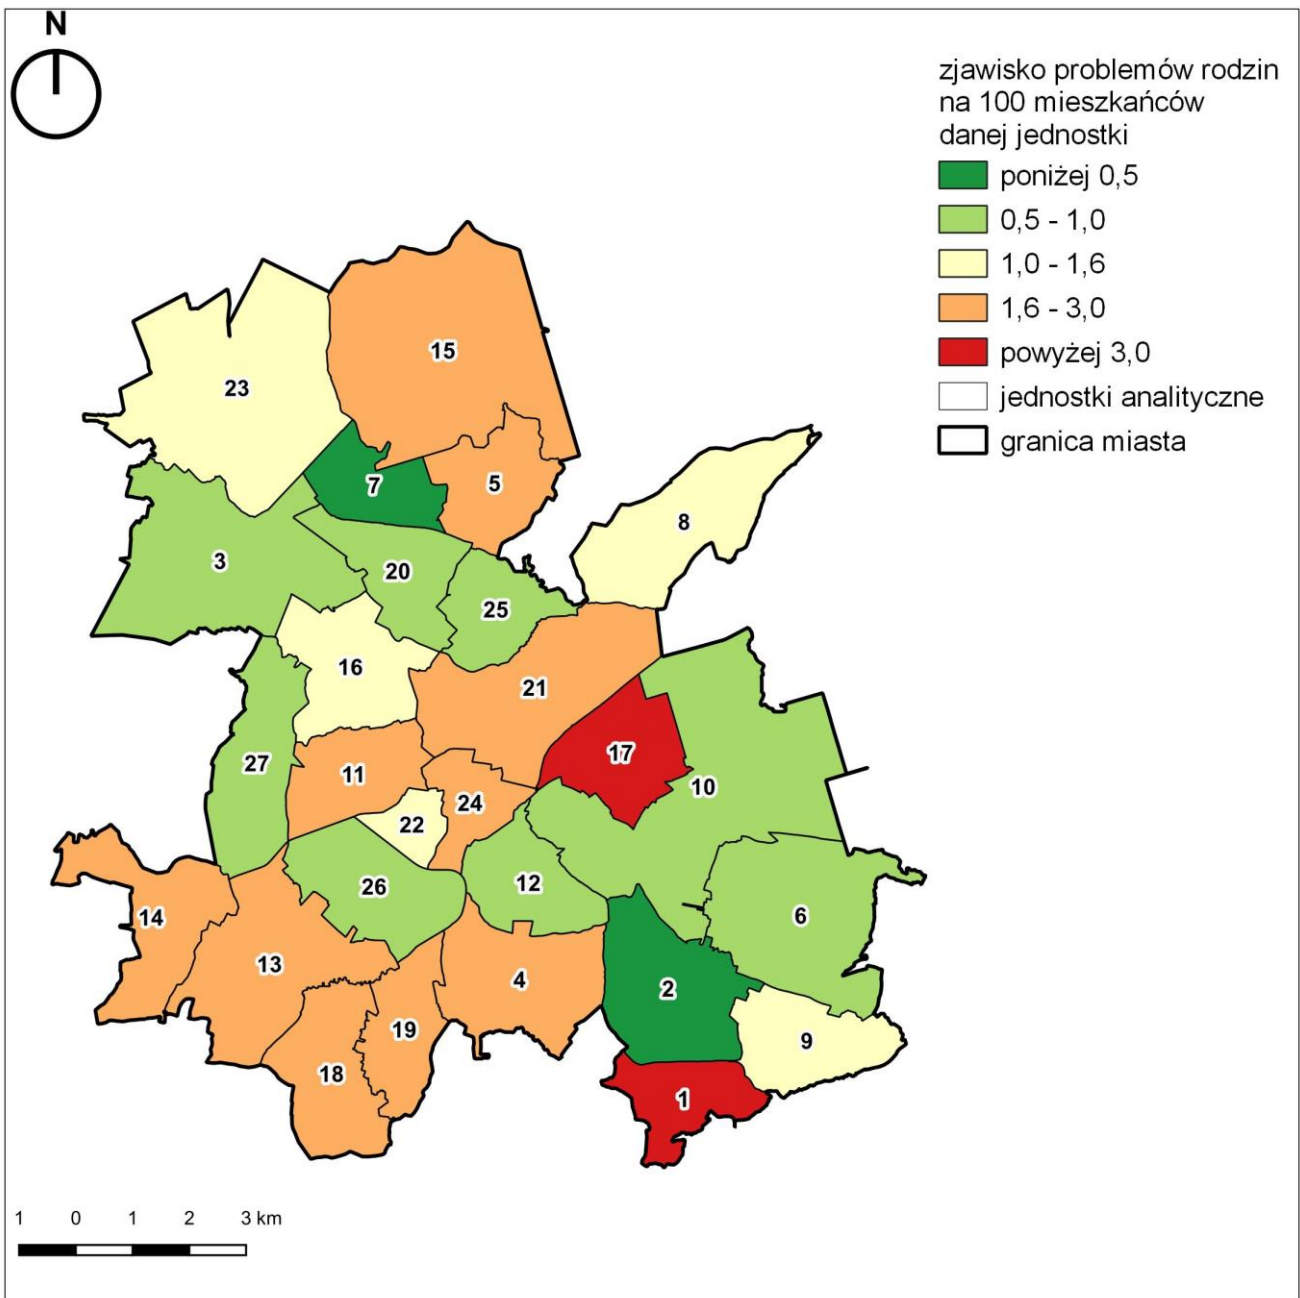 N
zjawisko problemów rodzin
na 100 mieszkańców
danej jednostki
poniżej 0,5
0,5 - 1,0
1,0 - 1,6
1,6 - 3,0
powyżej 3,0
jednostki analityczne
granica miasta
15
23
7
5
8
3
20
25
16
21
17
27
11
10
24
22
26
12
14
6
13
4
2
19
9
18
1
1 0 1 2 3 km